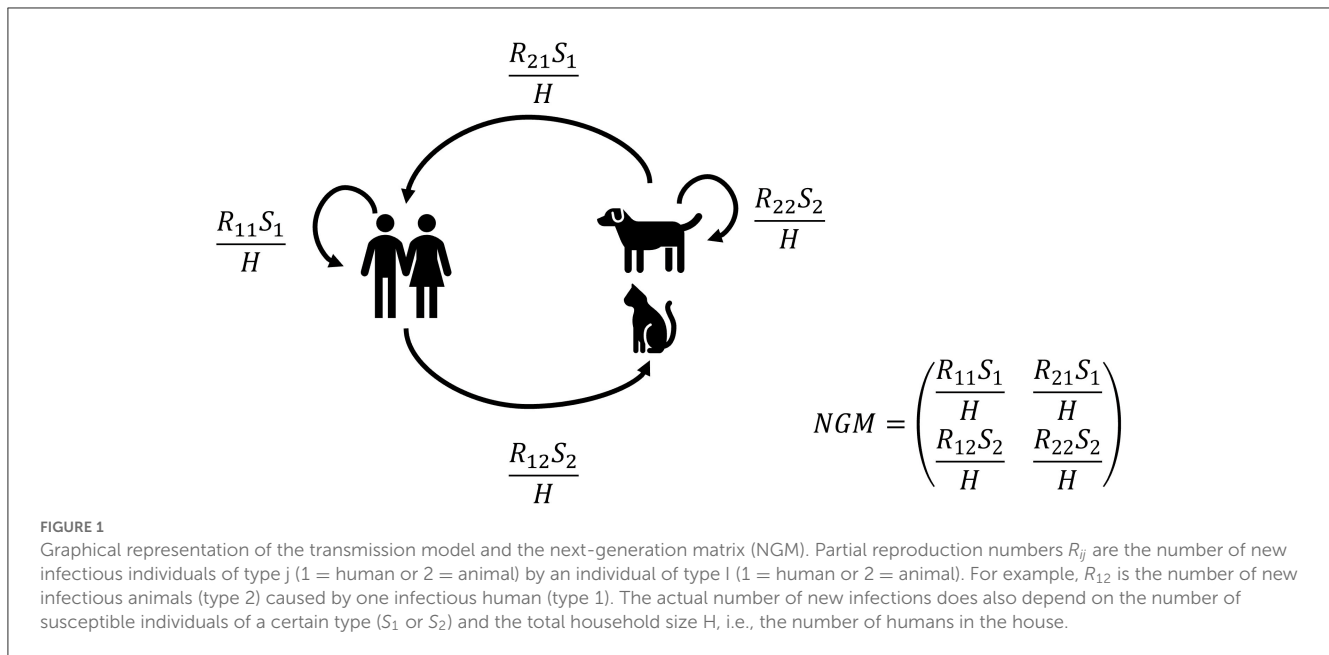 R₂₁S₁
H
R₁₁S₁
H
R₂₂S₂
H
R₁₂S₂
H
NGM = ( R₁₁S₁/H R₂₁S₁/H
R₁₂S₂/H R₂₂S₂/H )
FIGURE 1
Graphical representation of the transmission model and the next-generation matrix (NGM). Partial reproduction numbers Rᵢⱼ are the number of new
infectious individuals of type j (1 = human or 2 = animal) by an individual of type I (1 = human or 2 = animal). For example, R₁₂ is the number of new
infectious animals (type 2) caused by one infectious human (type 1). The actual number of new infections does also depend on the number of
susceptible individuals of a certain type (S₁ or S₂) and the total household size H, i.e., the number of humans in the house.